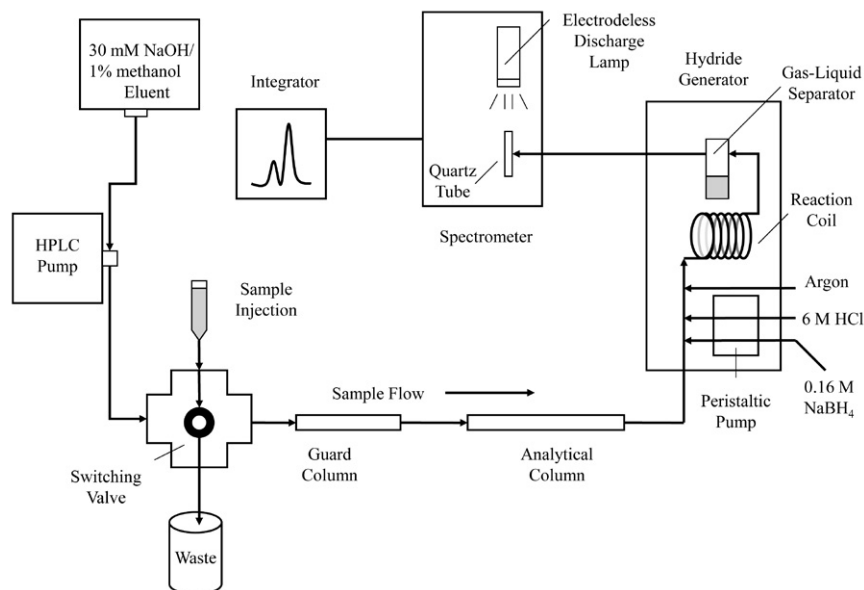 30 mM NaOH/
1% methanol
Eluent
Integrator
Electrodeless
Discharge
Lamp
Hydride
Generator
Gas-Liquid
Separator
Quartz
Tube
Spectrometer
Reaction
Coil
HPLC
Pump
Sample
Injection
Argon
6 M HCl
0.16 M
NaBH₄
Peristaltic
Pump
Sample Flow
Switching
Valve
Guard
Column
Analytical
Column
Waste